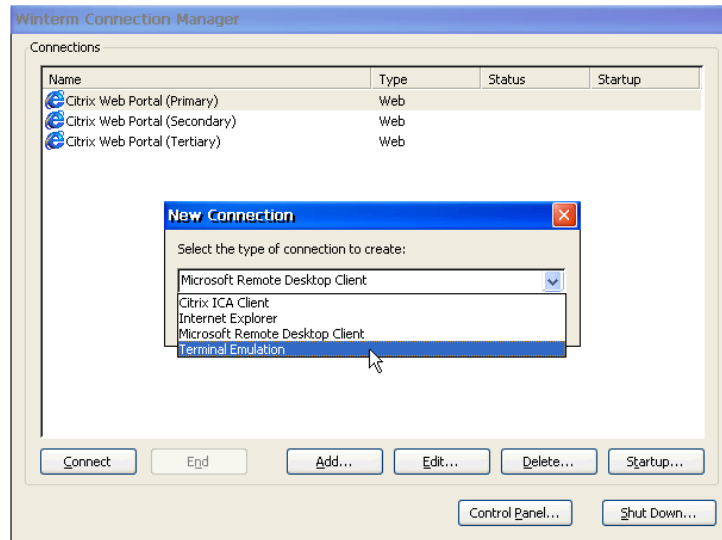 Winterm Connection Manager
Connections
Name Type Status Startup
Citrix Web Portal (Primary) Web
Citrix Web Portal (Secondary) Web
Citrix Web Portal (Tertiary) Web
New Connection
Select the type of connection to create:
Microsoft Remote Desktop Client
Citrix ICA Client
Internet Explorer
Microsoft Remote Desktop Client
Terminal Emulation
Connect End Add... Edit... Delete... Startup...
Control Panel... Shut Down...